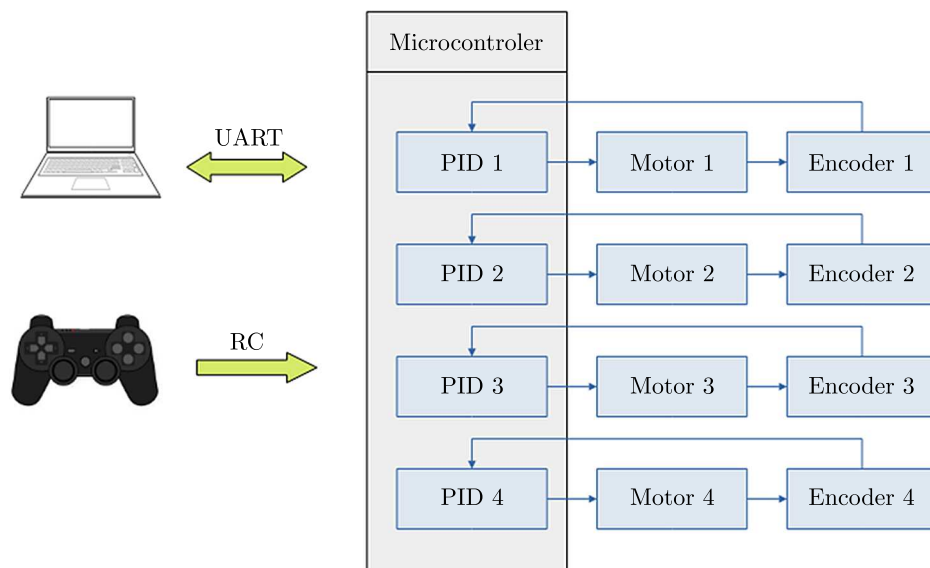 Microcontroler
UART
PID 1
Motor 1
Encoder 1
PID 2
Motor 2
Encoder 2
RC
PID 3
Motor 3
Encoder 3
PID 4
Motor 4
Encoder 4